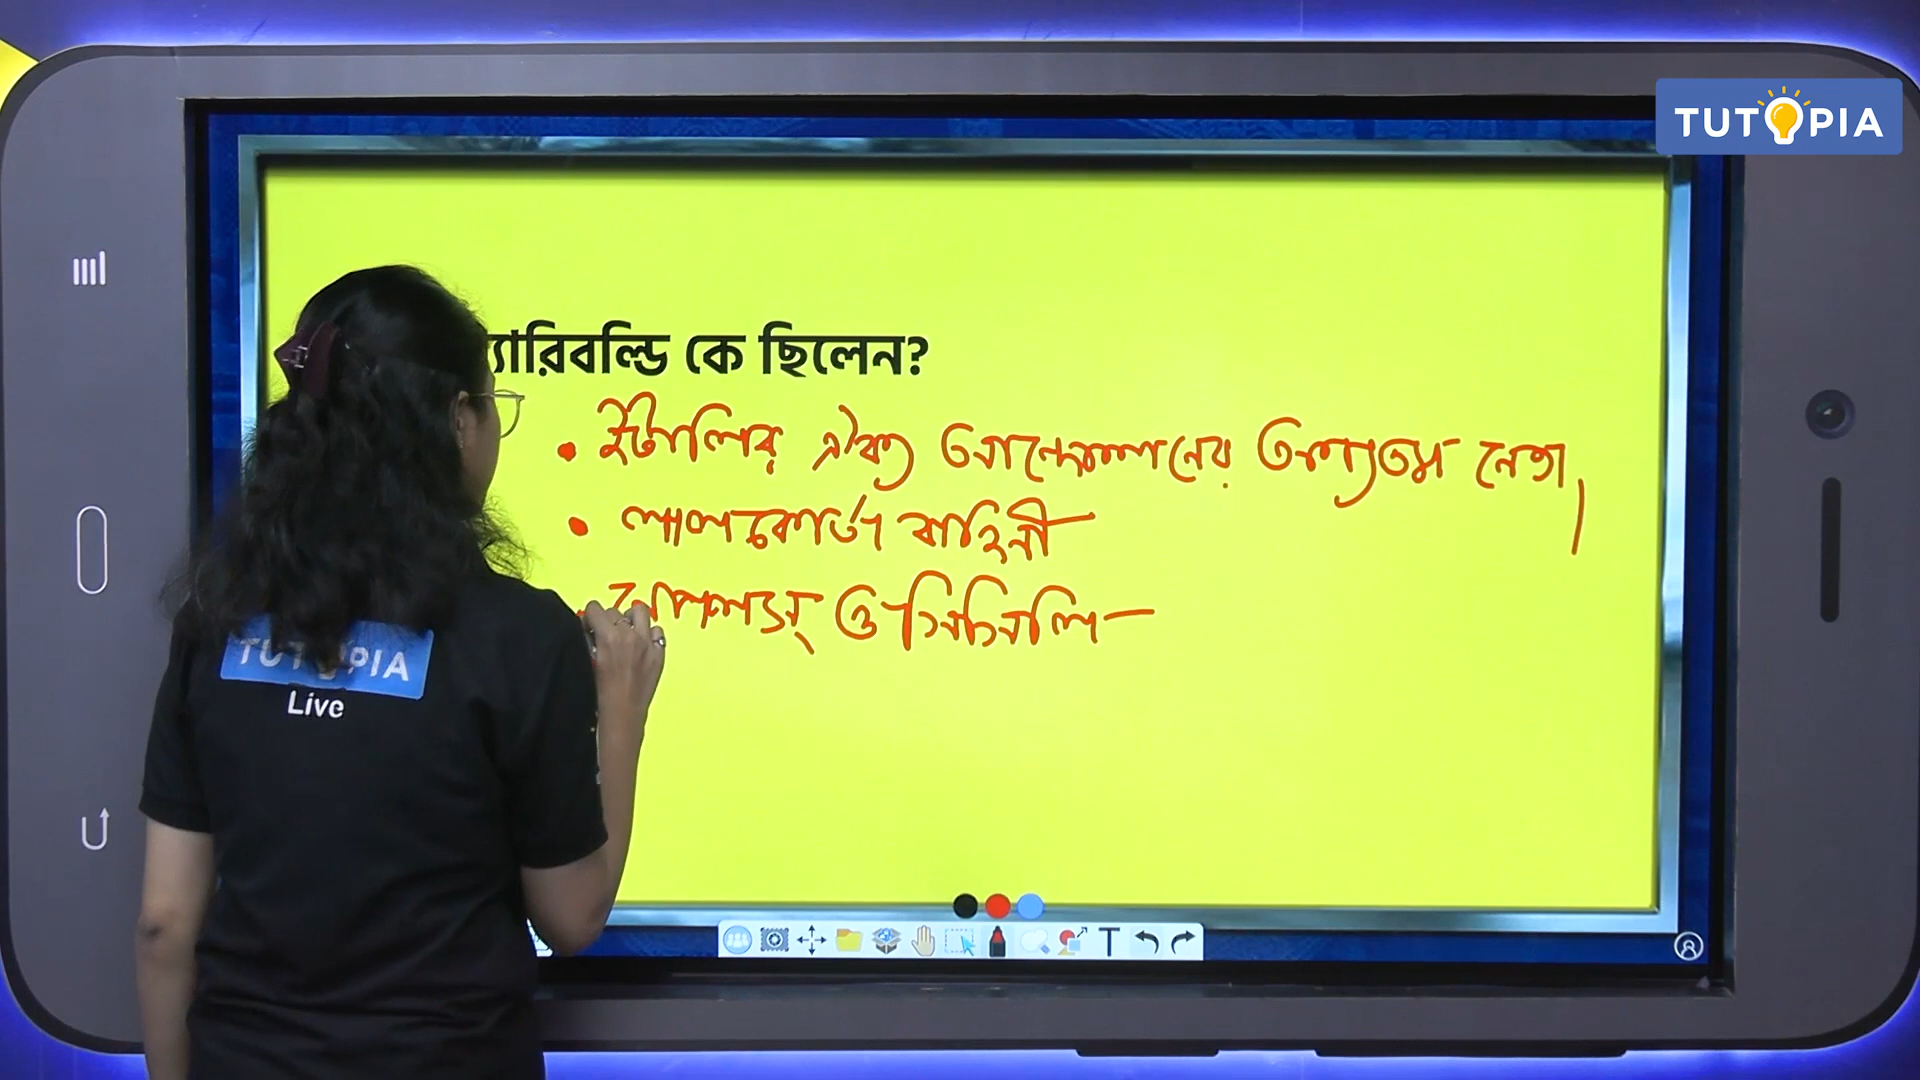 TUTOPIA
্যারিবল্ডি কে ছিলেন?
• ইটালির ঐক্য আন্দোলনের অন্যতম নেতা।
• লালকোর্তা বাহিনী
নেপলস্ ও সিসিলি –
TUTOPIA
Live
T